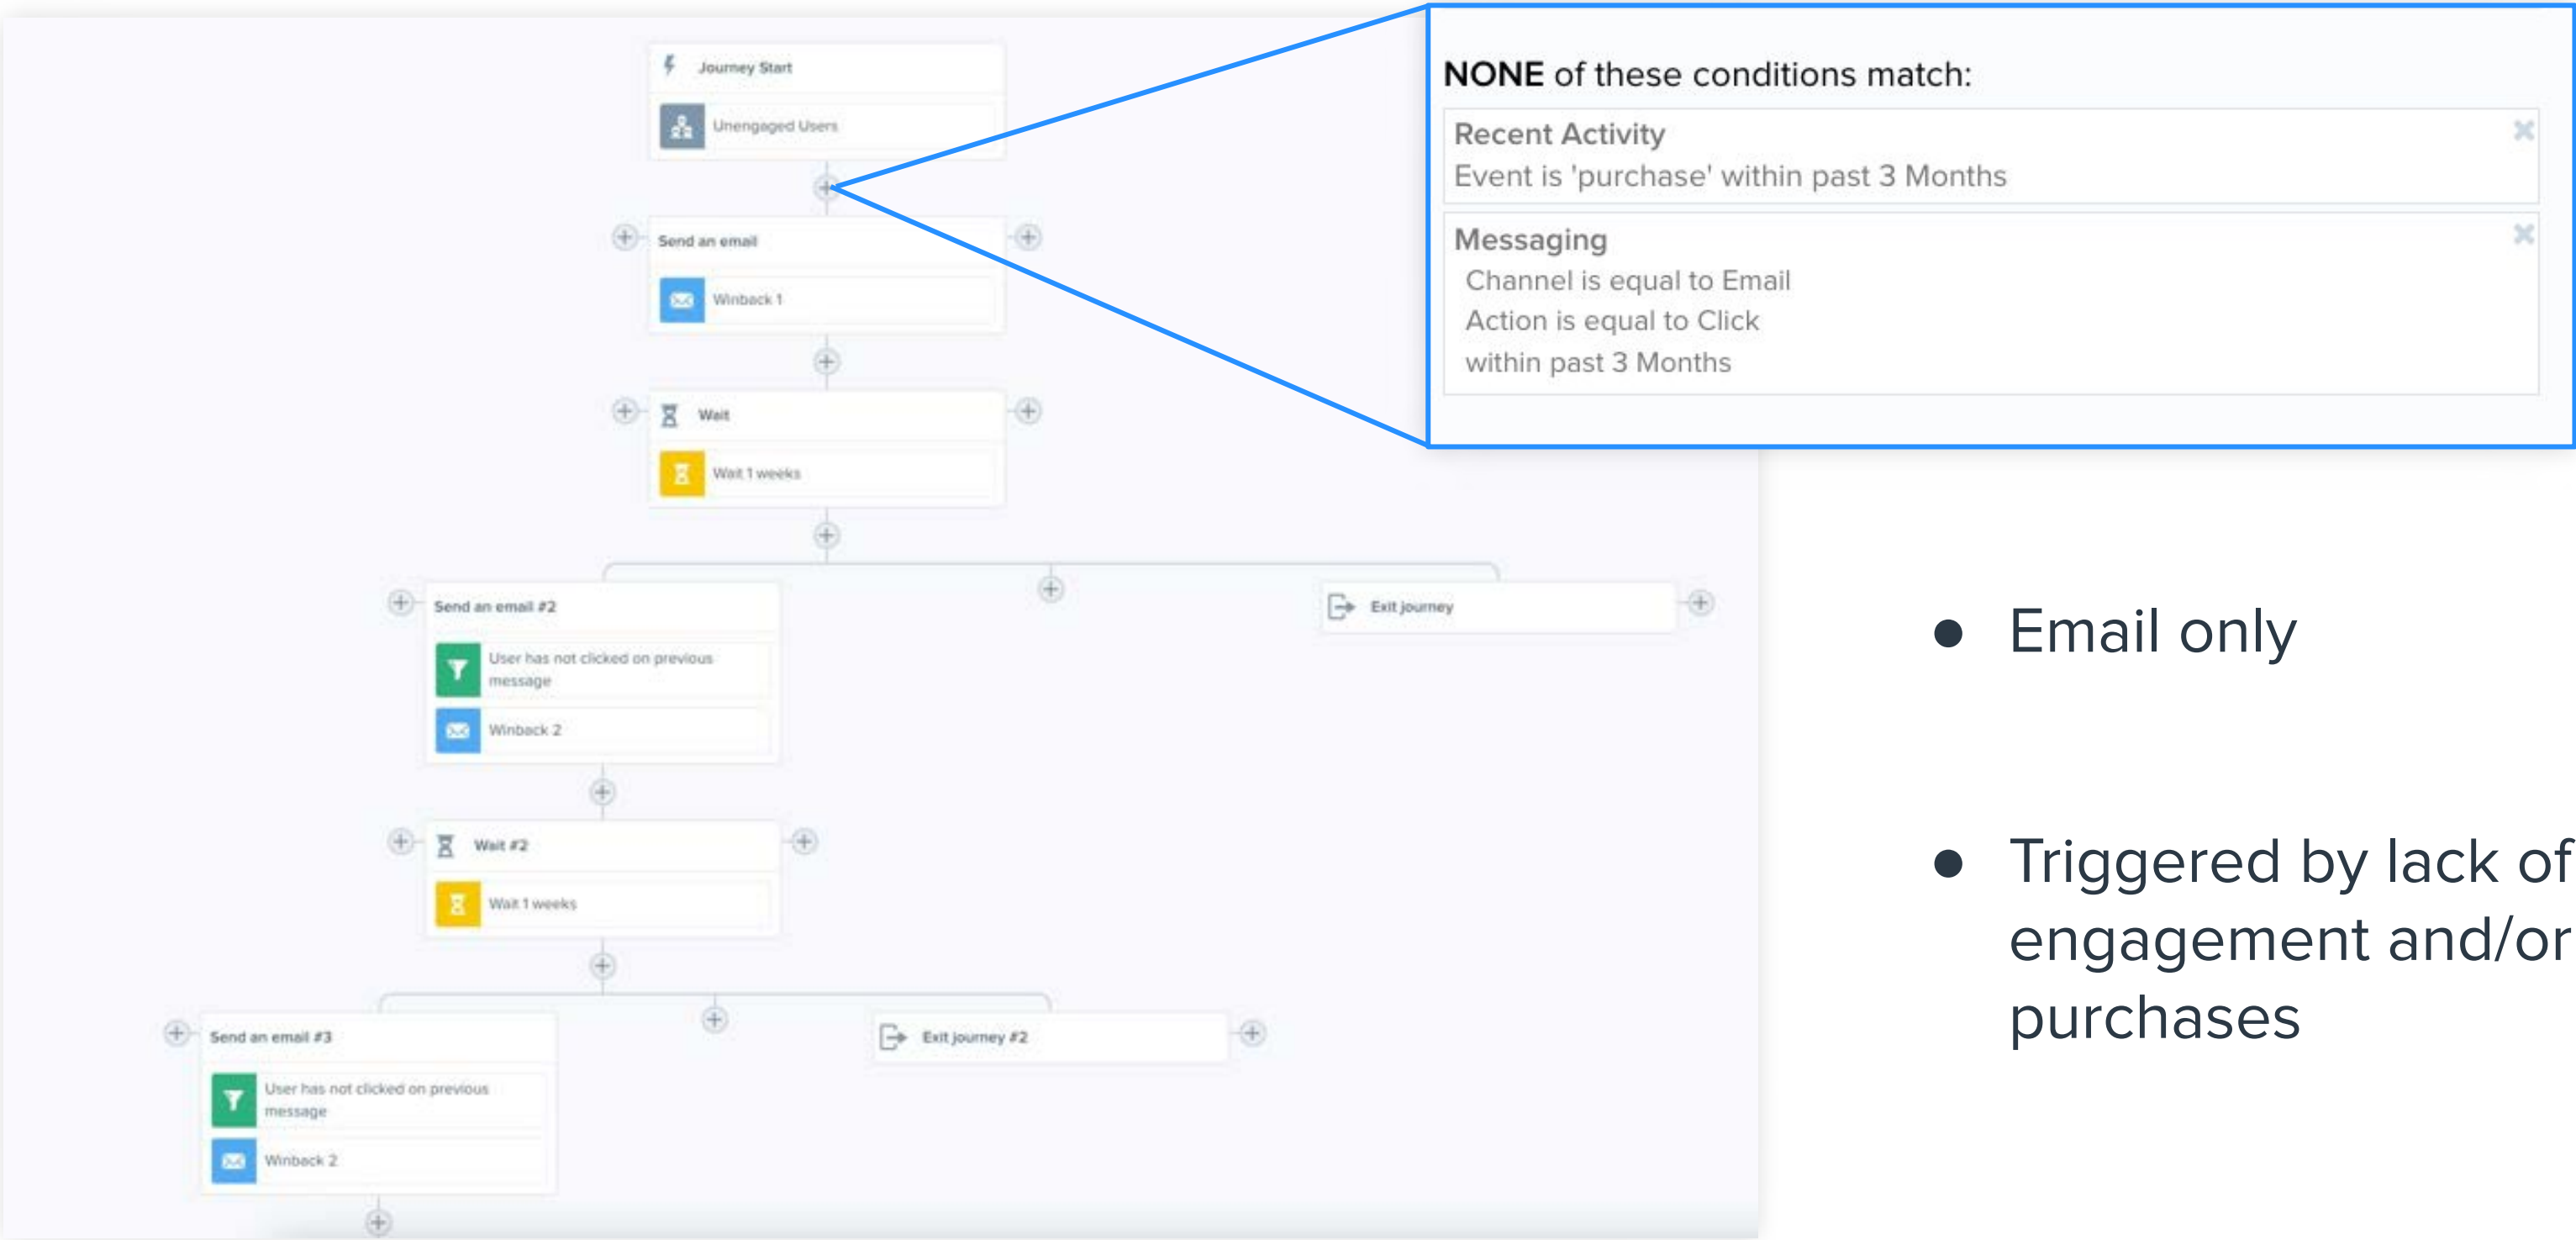 Journey Start
Unengaged Users
Send an email
Winback 1
Wait
Wait 1 weeks
Send an email #2
User has not clicked on previous
message
Winback 2
Exit journey
Wait #2
Wait 1 weeks
Send an email #3
User has not clicked on previous
message
Winback 2
Exit journey #2
NONE of these conditions match:
Recent Activity
Event is 'purchase' within past 3 Months
Messaging
Channel is equal to Email
Action is equal to Click
within past 3 Months
● Email only
● Triggered by lack of
engagement and/or
purchases